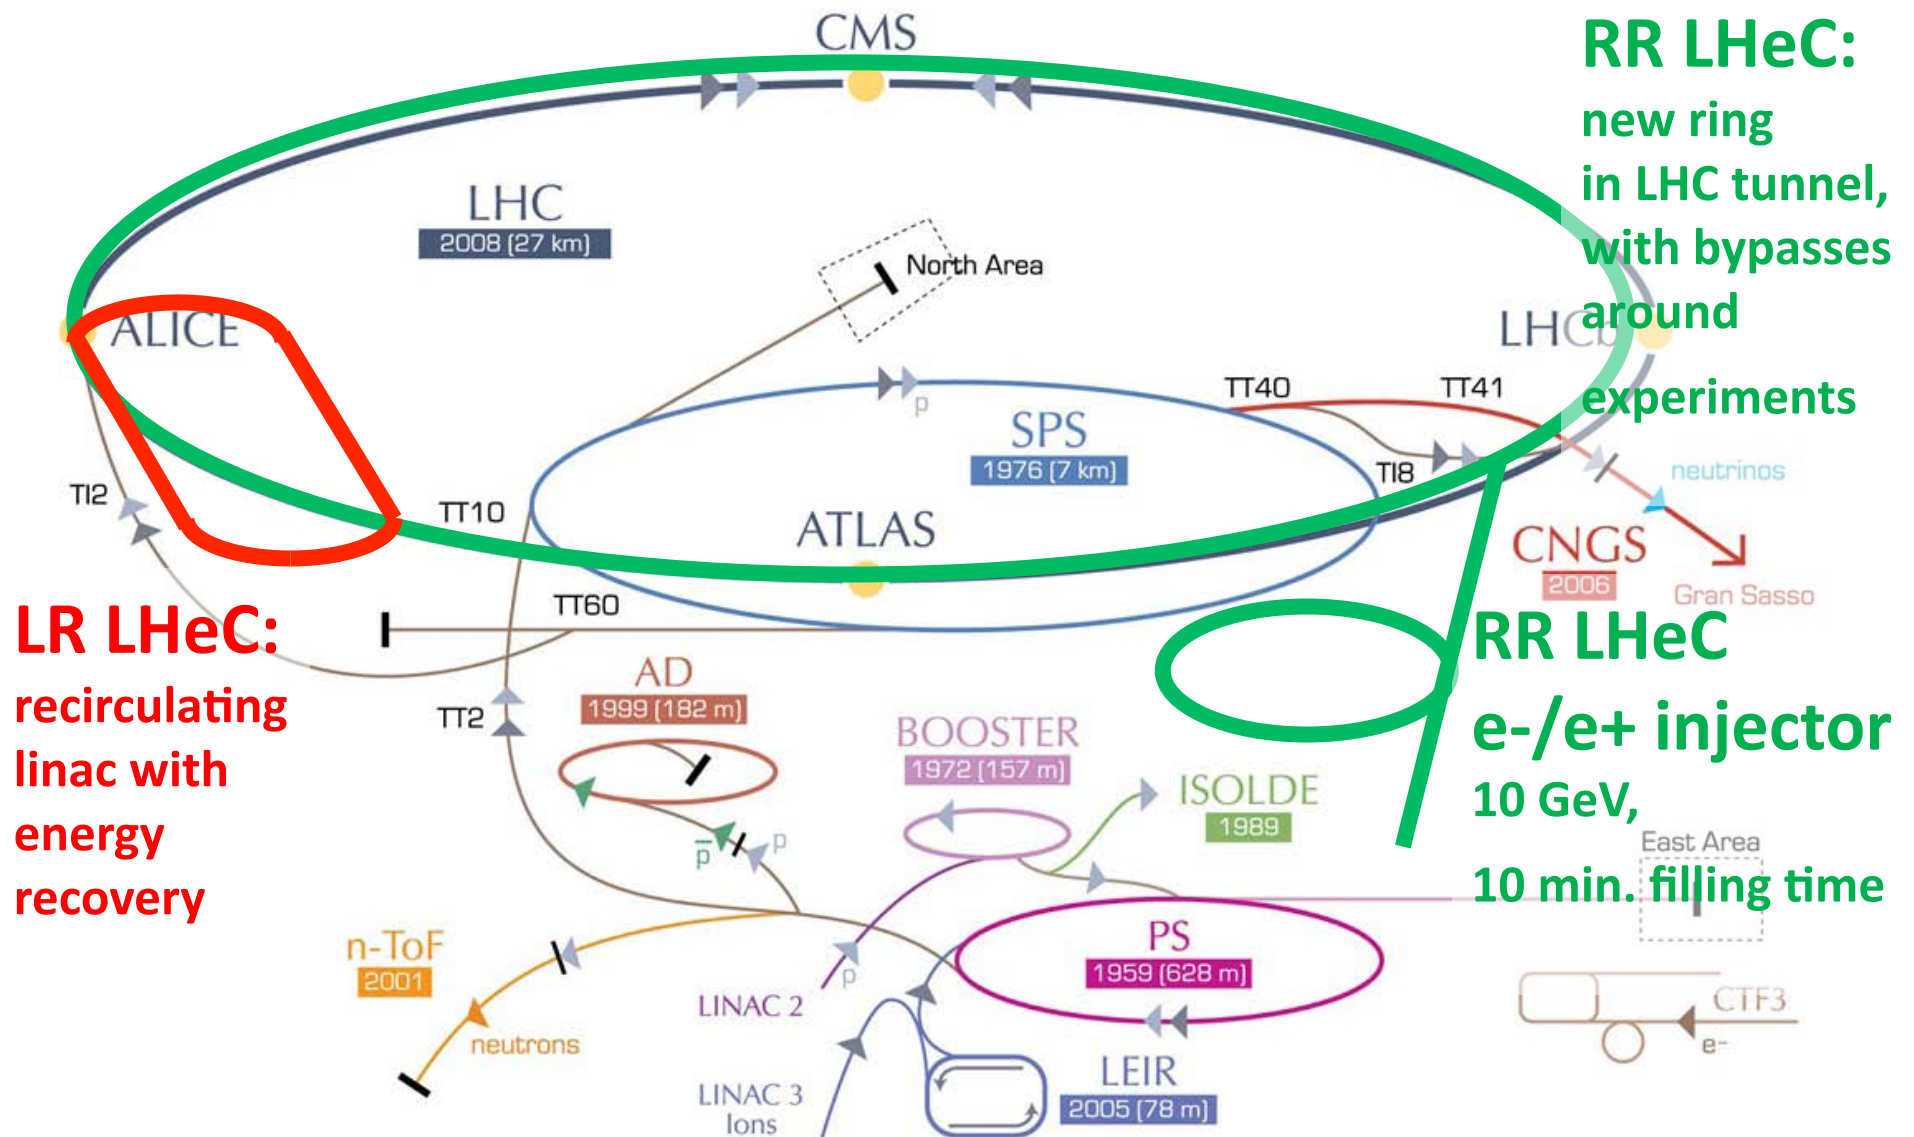 CMS
RR LHeC:
new ring
in LHC tunnel,
with bypasses
around
experiments
LHC
2008 (27 km)
North Area
ALICE
LHCb
TT40
TT41
p
SPS
1976 (7 km)
TI8
neutrinos
TI2
TT10
ATLAS
CNGS
2006
Gran Sasso
TT60
LR LHeC:
recirculating
linac with
energy
recovery
RR LHeC
e-/e+ injector
10 GeV,
10 min. filling time
AD
1999 (182 m)
TT2
BOOSTER
1972 (157 m)
ISOLDE
1989
p̅
p
East Area
n-ToF
2001
neutrons
p
LINAC 2
PS
1959 (628 m)
CTF3
e-
LEIR
2005 (78 m)
LINAC 3
Ions